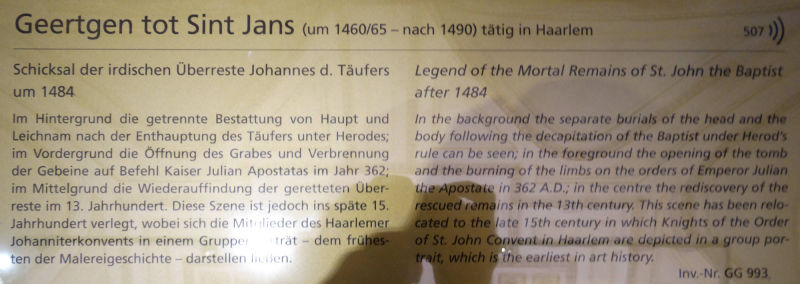 Geertgen tot Sint Jans (um 1460/65 – nach 1490) tätig in Haarlem
507
Schicksal der irdischen Überreste Johannes d. Täufers
um 1484
Im Hintergrund die getrennte Bestattung von Haupt und
Leichnam nach der Enthauptung des Täufers unter Herodes;
im Vordergrund die Öffnung des Grabes und Verbrennung
der Gebeine auf Befehl Kaiser Julian Apostatas im Jahr 362;
im Mittelgrund die Wiederauffindung der geretteten Über-
reste im 13. Jahrhundert. Diese Szene ist jedoch ins späte 15.
Jahrhundert verlegt, wobei sich die Mitglieder des Haarlemer
Johanniterkonvents in einem – dem frühes-
ten der Malereigeschichte – darstellen ließen.
Legend of the Mortal Remains of St. John the Baptist
after 1484
In the background the separate burials of the head and the
body following the decapitation of the Baptist under Herod's
rule can be seen; in the foreground the opening of the tomb
and the burning of the limbs on the orders of Emperor Julian
the Apostate in 362 A.D.; in the centre the rediscovery of the
rescued remains in the 13th century. This scene has been relo-
cated to the late 15th century in which Knights of the Order
of St. John Convent in Haarlem are depicted in a group por-
trait, which is the earliest in art history.
Inv.-Nr. GG 993